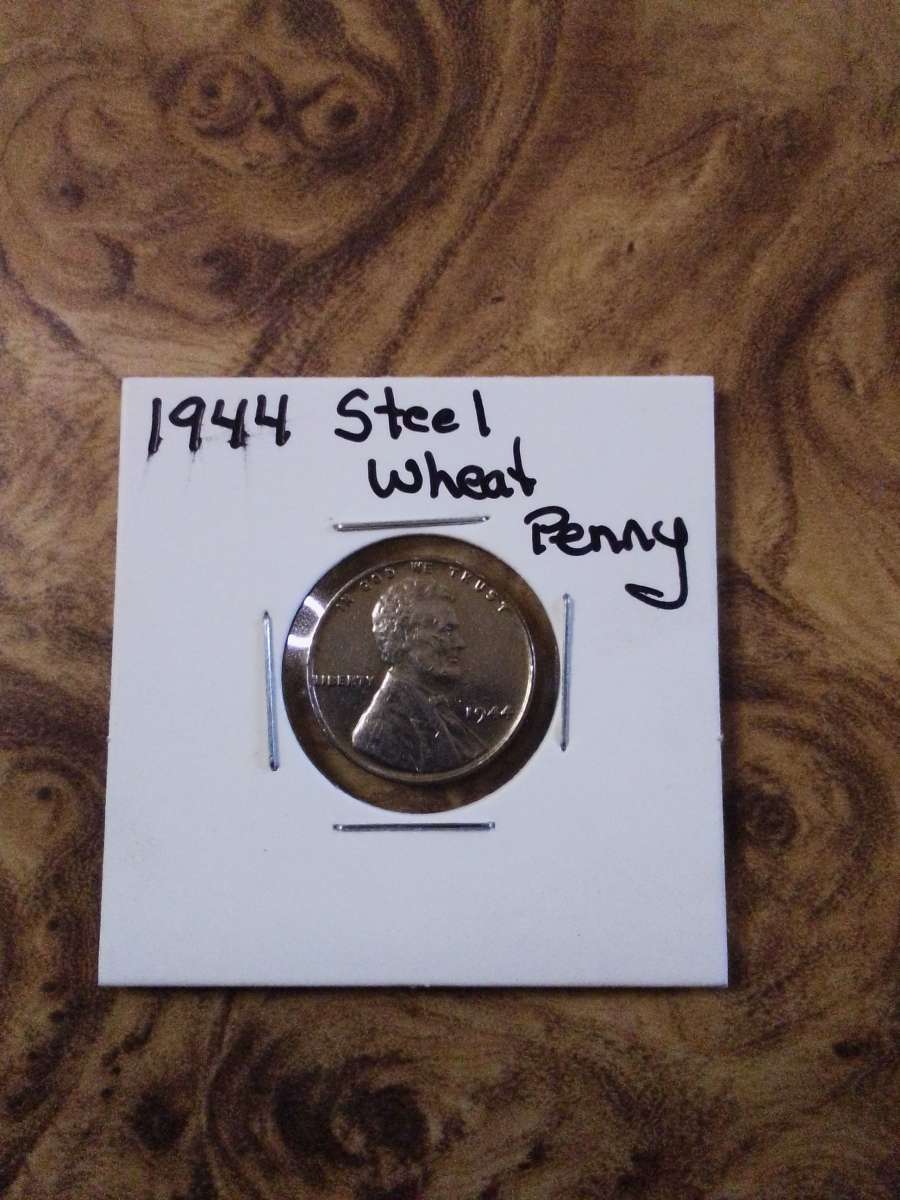 1944 Steel
Wheat
Penny
IN GOD WE TRUST
LIBERTY
1944